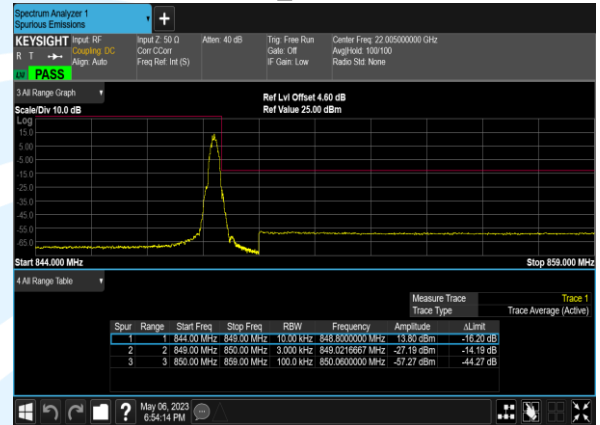 Spectrum Analyzer 1
Spurious Emissions
KEYSIGHT
R T
LXI PASS
Input: RF
Coupling: DC
Align: Auto
Input Z: 50 Ω
Corr CCorr
Freq Ref: Int (S)
Atten: 40 dB
Trig: Free Run
Gate: Off
IF Gain: Low
Center Freq: 22.005000000 GHz
Avg|Hold: 100/100
Radio Std: None
3 All Range Graph
Scale/Div 10.0 dB
Ref Lvl Offset 4.60 dB
Ref Value 25.00 dBm
Log
15.0
5.00
-5.00
-15.0
-25.0
-35.0
-45.0
-55.0
-65.0
Start 844.000 MHz
Stop 859.000 MHz
4 All Range Table
Measure Trace Trace 1
Trace Type Trace Average (Active)
Spur Range Start Freq Stop Freq RBW Frequency Amplitude ΔLimit
1 1 844.00 MHz 849.00 MHz 10.00 kHz 848.8000000 MHz 13.80 dBm -16.20 dB
2 2 849.00 MHz 850.00 MHz 3.000 kHz 849.0216667 MHz -27.19 dBm -14.19 dB
3 3 850.00 MHz 859.00 MHz 100.0 kHz 850.0600000 MHz -57.27 dBm -44.27 dB
?
May 06, 2023
6:54:14 PM